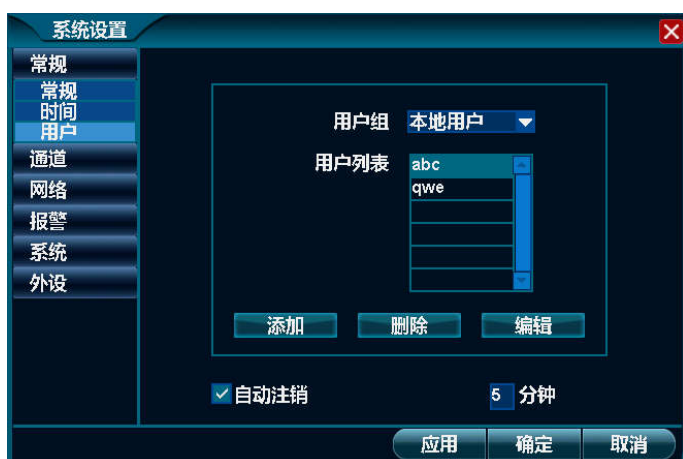 系统设置
常规
常规
时间
用户
通道
网络
报警
系统
外设
用户组 本地用户
用户列表 abc
qwe
添加 删除 编辑
自动注销 5 分钟
应用 确定 取消